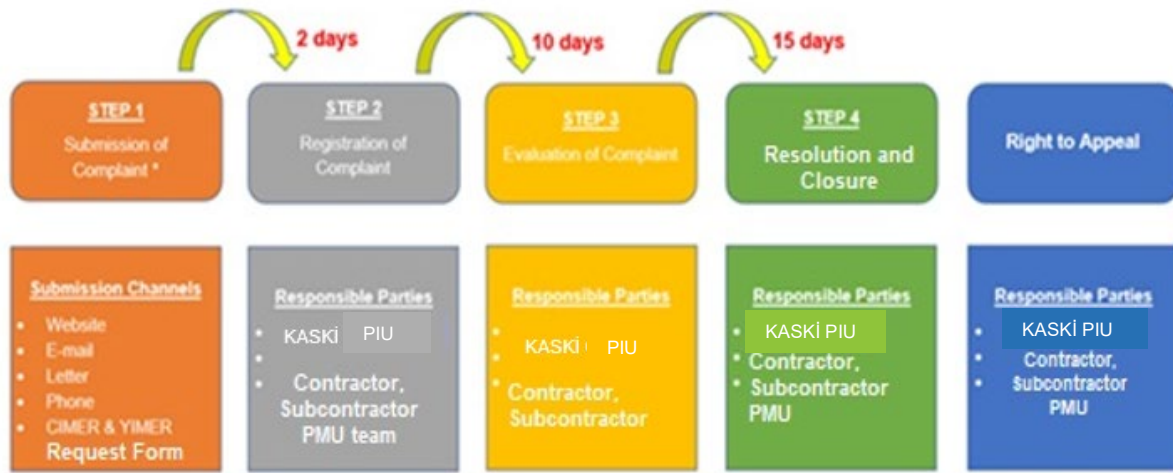 2 days
10 days
15 days
STEP 1
Submission of
Complaint *
STEP 2
Registration of
Complaint
STEP 3
Evaluation of Complaint
STEP 4
Resolution and
Closure
Right to Appeal
Submission Channels
• Website
• E-mail
• Letter
• Phone
• CIMER & YIMER
Request Form
Responsible Parties
• KASKİ PIU
•
• Contractor,
Subcontractor
PMU team
Responsible Parties
•
• KASKİ PIU
• Contractor,
Subcontractor
Responsible Parties
• KASKİ PIU
• Contractor,
• Subcontractor
PMU
Responsible Parties
• KASKİ PIU
• Contractor,
• Subcontractor
PMU